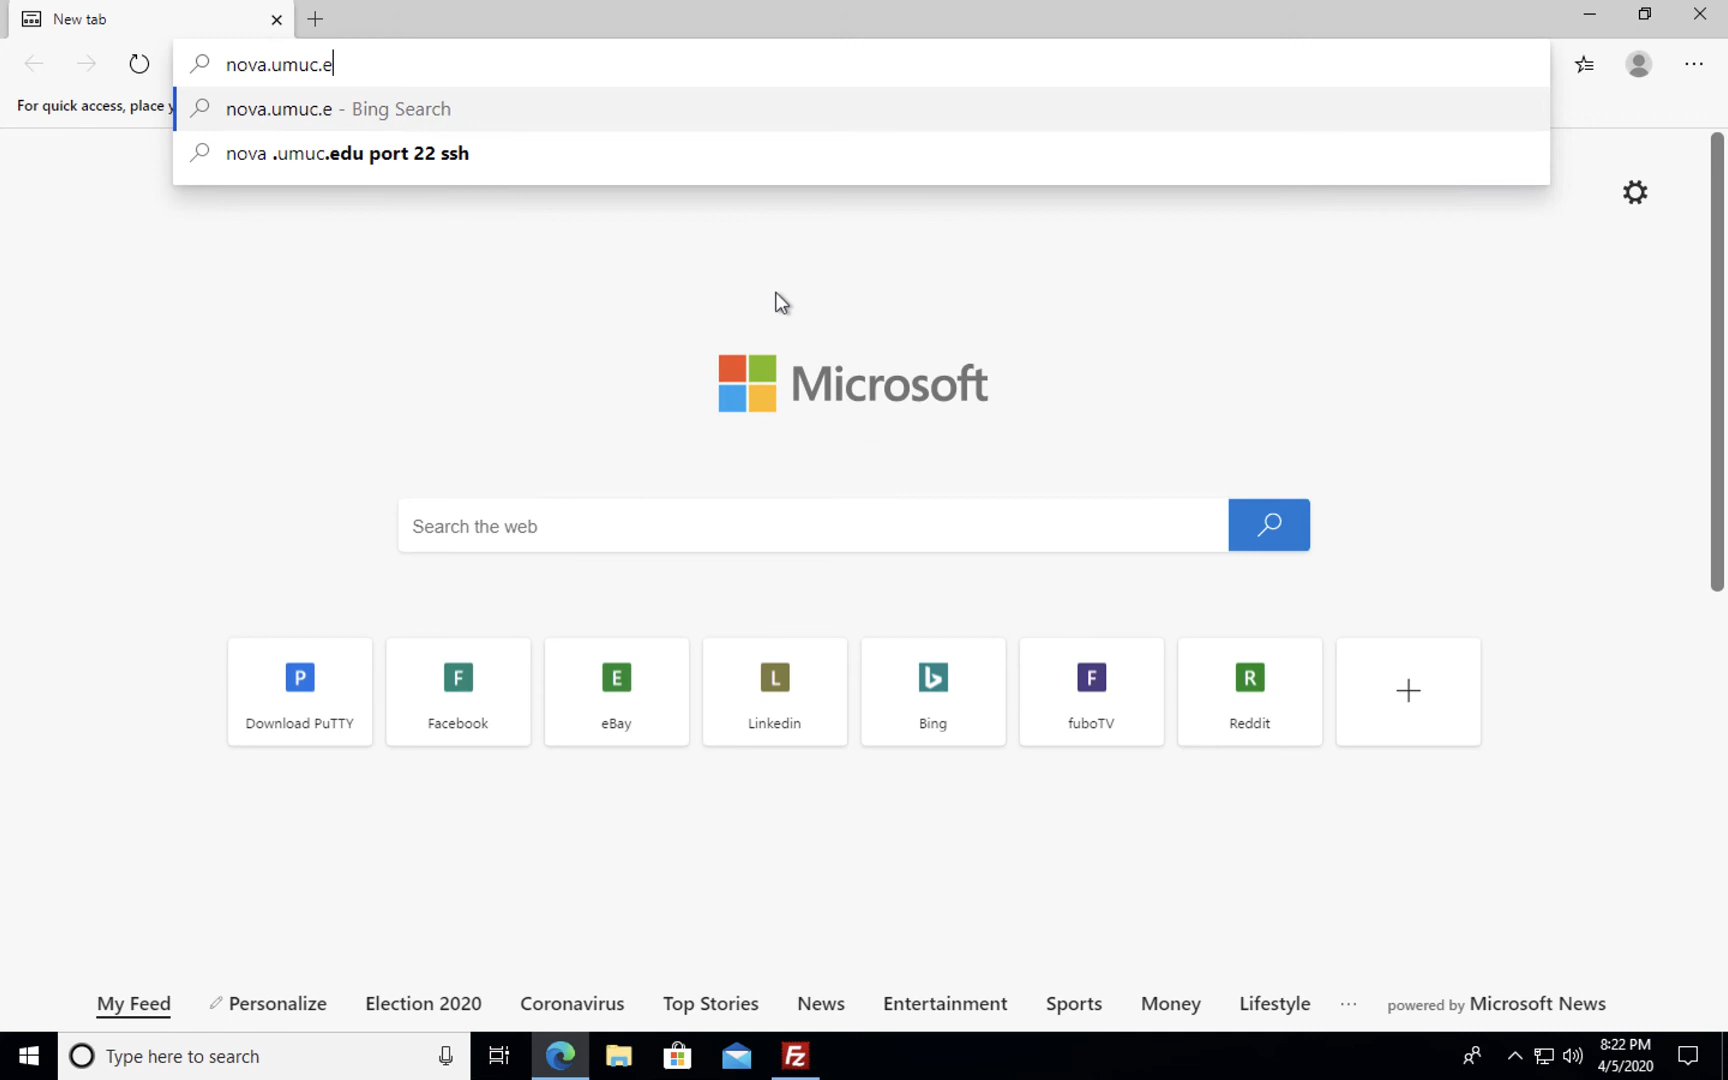 New tab
nova.umuc.e
For quick access, place y
nova.umuc.e - Bing Search
nova .umuc.edu port 22 ssh
Microsoft
Search the web
P
F
E
L
b
F
R
Download PuTTY
Facebook
eBay
Linkedin
Bing
fuboTV
Reddit
My Feed
Personalize
Election 2020
Coronavirus
Top Stories
News
Entertainment
Sports
Money
Lifestyle
powered by Microsoft News
Type here to search
Fz
8:22 PM
4/5/2020